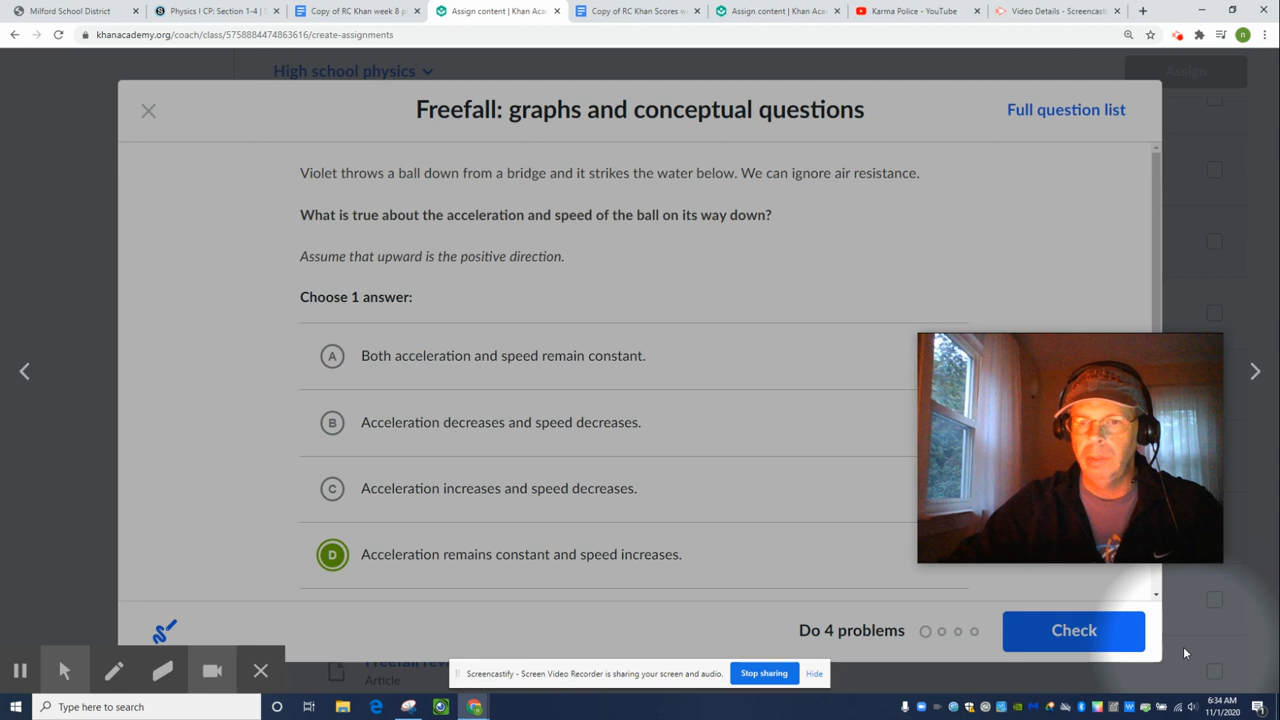 Milford School District
Physics I CP: Section 1-4 | S
Copy of RC Khan week 8 p
Assign content | Khan Aca
Copy of RC Khan Scores w
Assign content | Khan Aca
Karma Police - YouTube
Video Details - Screencast
khanacademy.org/coach/class/5758884474863616/create-assignments
High school physics
Assign
Freefall: graphs and conceptual questions
Full question list
Violet throws a ball down from a bridge and it strikes the water below. We can ignore air resistance.
What is true about the acceleration and speed of the ball on its way down?
Assume that upward is the positive direction.
Choose 1 answer:
A Both acceleration and speed remain constant.
B Acceleration decreases and speed decreases.
C Acceleration increases and speed decreases.
D Acceleration remains constant and speed increases.
Do 4 problems
Check
Article
Screencastify - Screen Video Recorder is sharing your screen and audio.
Stop sharing
Hide
Type here to search
6:34 AM
11/1/2020